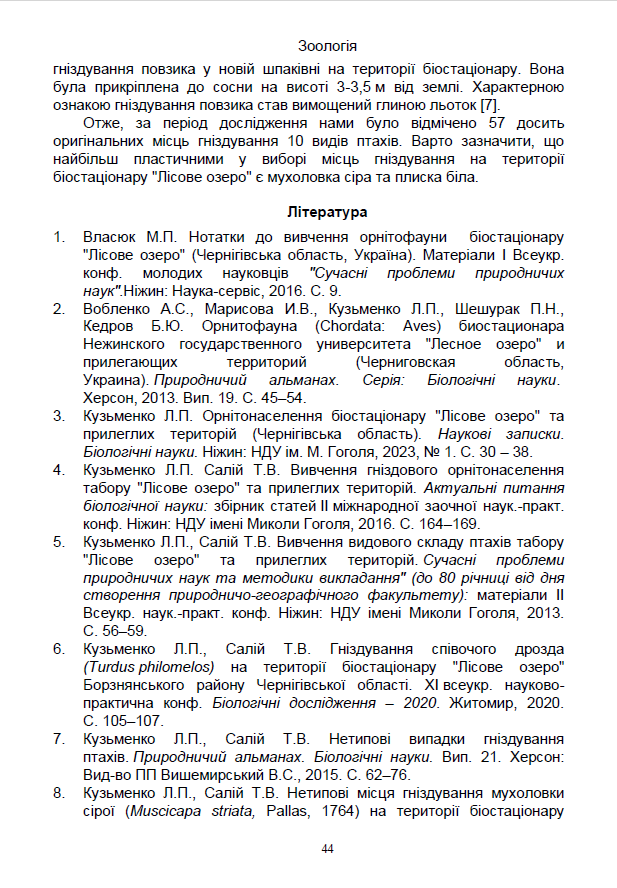 Зоологія
гніздування повзика у новій шпаківні на території біостаціонару. Вона
була прикріплена до сосни на висоті 3-3,5 м від землі. Характерною
ознакою гніздування повзика став вимощений глиною льоток [7].
Отже, за період дослідження нами було відмічено 57 досить
оригінальних місць гніздування 10 видів птахів. Варто зазначити, що
найбільш пластичними у виборі місць гніздування на території
біостаціонару "Лісове озеро" є мухоловка сіра та плиска біла.
Література
1. Власюк М.П. Нотатки до вивчення орнітофауни біостаціонару
"Лісове озеро" (Чернігівська область, Україна). Матеріали І Всеукр.
конф. молодих науковців "Сучасні проблеми природничих
наук".Ніжин: Наука-сервіс, 2016. С. 9.
2. Вобленко А.С., Марисова И.В., Кузьменко Л.П., Шешурак П.Н.,
Кедров Б.Ю. Орнитофауна (Chordata: Aves) биостационара
Нежинского государственного университета "Лесное озеро" и
прилегающих территорий (Черниговская область,
Украина). Природничий альманах. Серія: Біологічні науки.
Херсон, 2013. Вип. 19. С. 45–54.
3. Кузьменко Л.П. Орнітонаселення біостаціонару "Лісове озеро" та
прилеглих територій (Чернігівська область). Наукові записки.
Біологічні науки. Ніжин: НДУ ім. М. Гоголя, 2023, № 1. С. 30 – 38.
4. Кузьменко Л.П. Салій Т.В. Вивчення гніздового орнітонаселення
табору "Лісове озеро" та прилеглих територій. Актуальні питання
біологічної науки: збірник статей ІІ міжнародної заочної наук.-практ.
конф. Ніжин: НДУ імені Миколи Гоголя, 2016. С. 164–169.
5. Кузьменко Л.П., Салій Т.В. Вивчення видового складу птахів табору
"Лісове озеро" та прилеглих територій. Сучасні проблеми
природничих наук та методики викладання" (до 80 річниці від дня
створення природничо-географічного факультету): матеріали ІІ
Всеукр. наук.-практ. конф. Ніжин: НДУ імені Миколи Гоголя, 2013.
С. 56–59.
6. Кузьменко Л.П., Салій Т.В. Гніздування співочого дрозда
(Turdus philomelos) на території біостаціонару "Лісове озеро"
Борзнянського району Чернігівської області. ХІ всеукр. науково-
практична конф. Біологічні дослідження – 2020. Житомир, 2020.
С. 105–107.
7. Кузьменко Л.П., Салій Т.В. Нетипові випадки гніздування
птахів. Природничий альманах. Біологічні науки. Вип. 21. Херсон:
Вид-во ПП Вишемирський В.С., 2015. С. 62–76.
8. Кузьменко Л.П., Салій Т.В. Нетипові місця гніздування мухоловки
сірої (Muscicapa striata, Pallas, 1764) на території біостаціонару
44